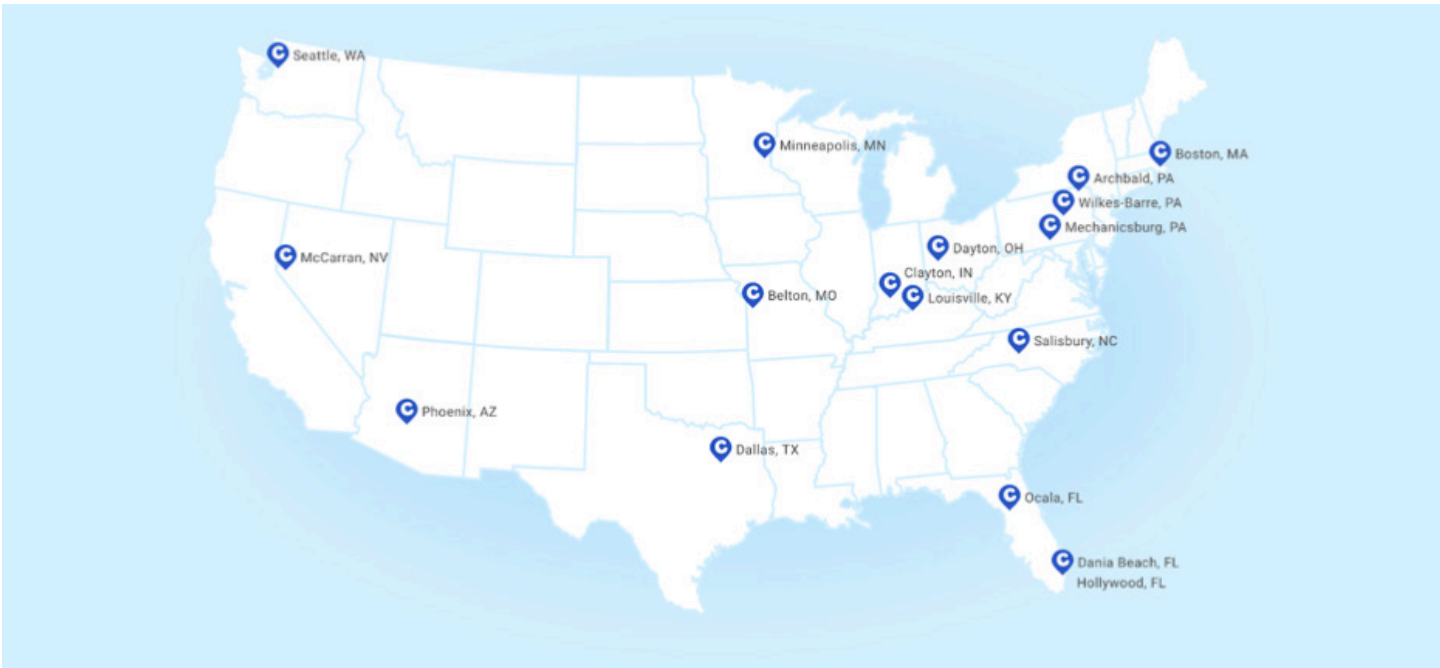 Seattle, WA
Minneapolis, MN
Boston, MA
Archbald, PA
Wilkes-Barre, PA
Mechanicsburg, PA
Dayton, OH
McCarran, NV
Clayton, IN
Belton, MO
Louisville, KY
Salisbury, NC
Phoenix, AZ
Dallas, TX
Ocala, FL
Dania Beach, FL
Hollywood, FL